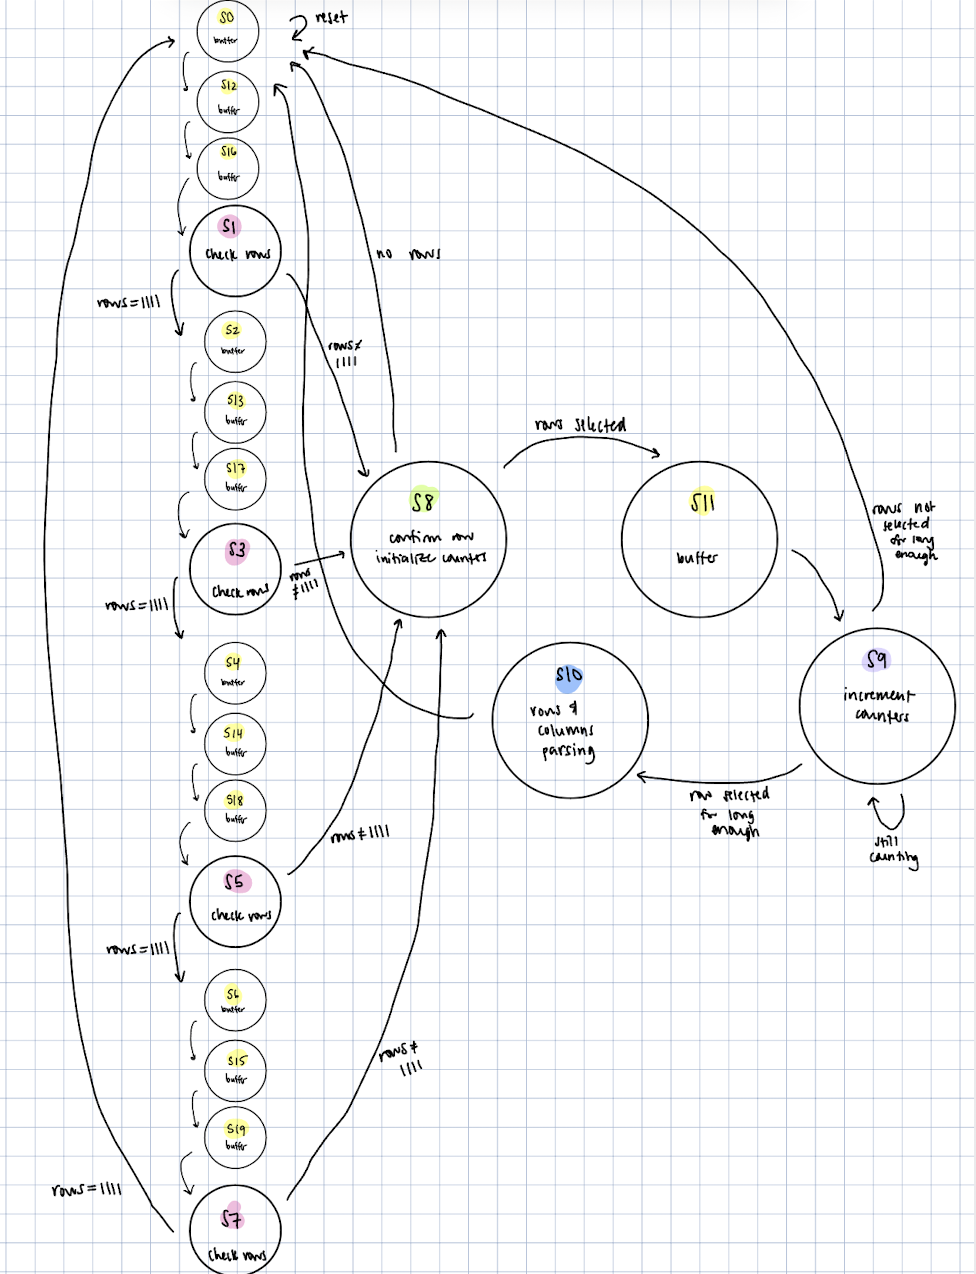 S0
buffer
reset
S12
buffer
S16
buffer
S1
check rows
no rows
rows=1111
S2
buffer
rows≠
1111
S13
buffer
rows selected
S17
buffer
S8
confirm row
initialize counters
S11
buffer
rows not
selected
for long
enough
S3
check rows
rows
≠1111
rows=1111
S4
buffer
S10
rows &
columns
parsing
S9
increment
counters
S14
buffer
S18
buffer
row selected
for long
enough
rows≠1111
still
counting
S5
check rows
rows=1111
S6
buffer
S15
buffer
rows≠
1111
S19
buffer
rows=1111
S7
check rows